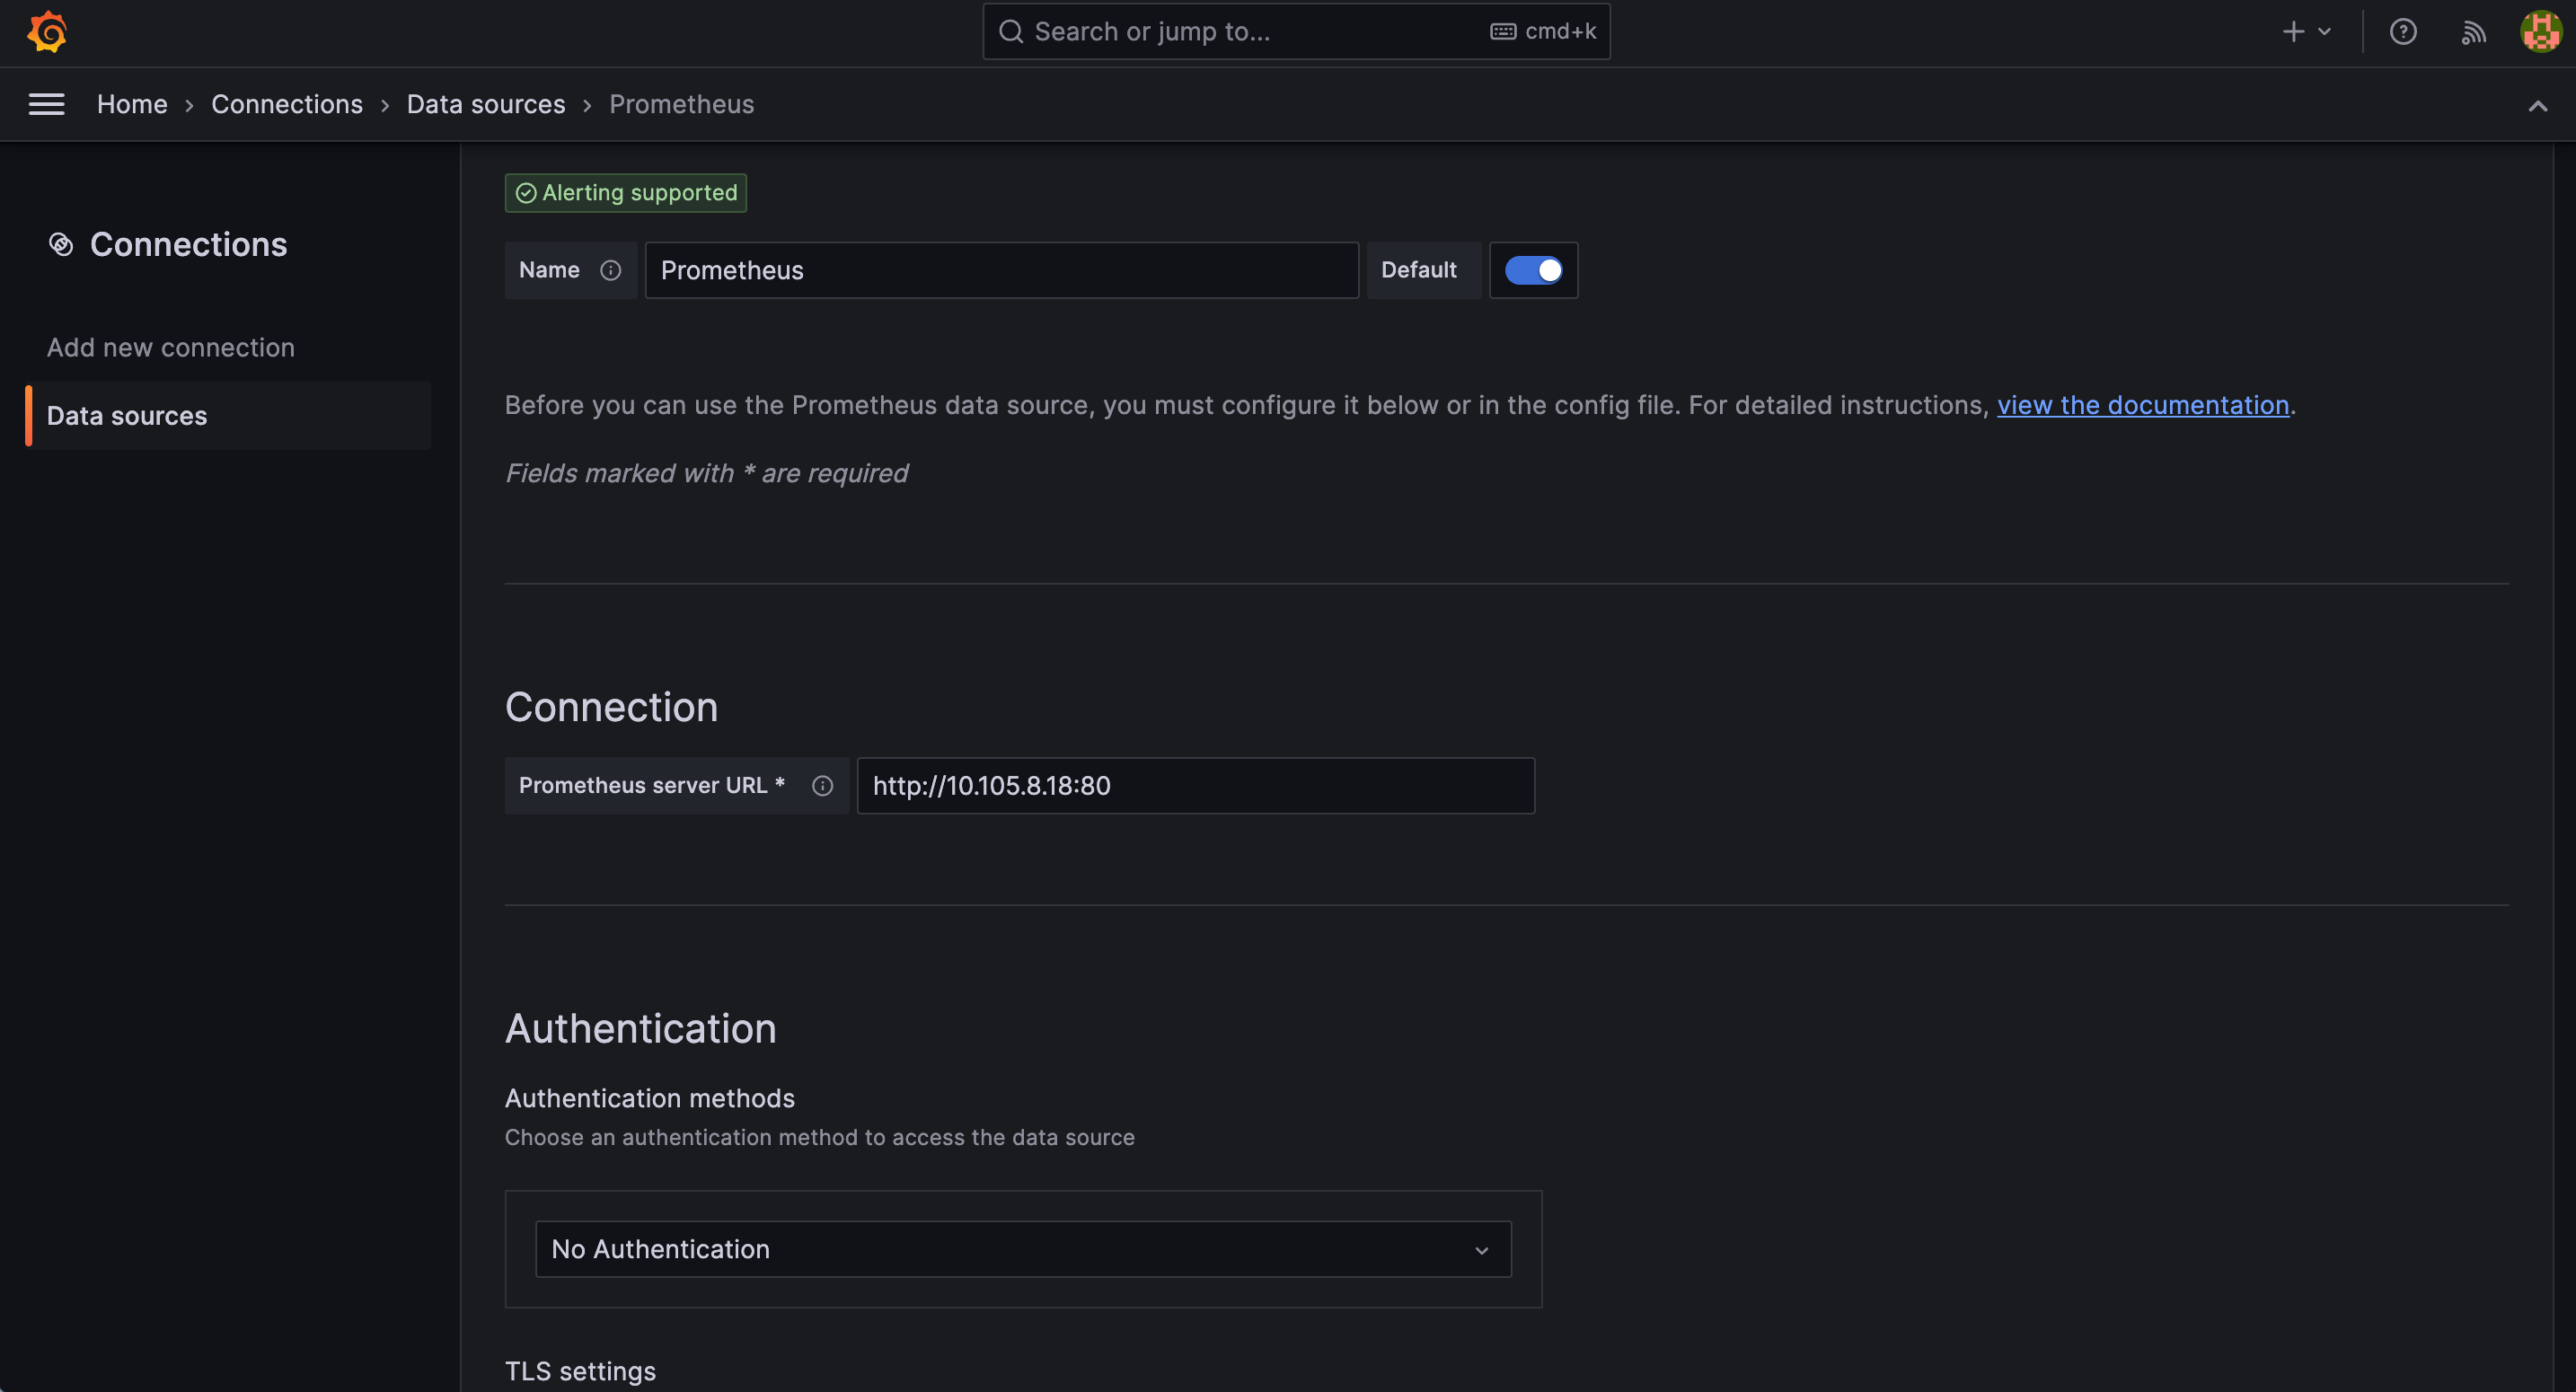 Search or jump to... cmd+k
Home › Connections › Data sources › Prometheus
Connections
Add new connection
Data sources
Alerting supported
Name Prometheus Default
Before you can use the Prometheus data source, you must configure it below or in the config file. For detailed instructions, view the documentation.
Fields marked with * are required
Connection
Prometheus server URL * http://10.105.8.18:80
Authentication
Authentication methods
Choose an authentication method to access the data source
No Authentication
TLS settings